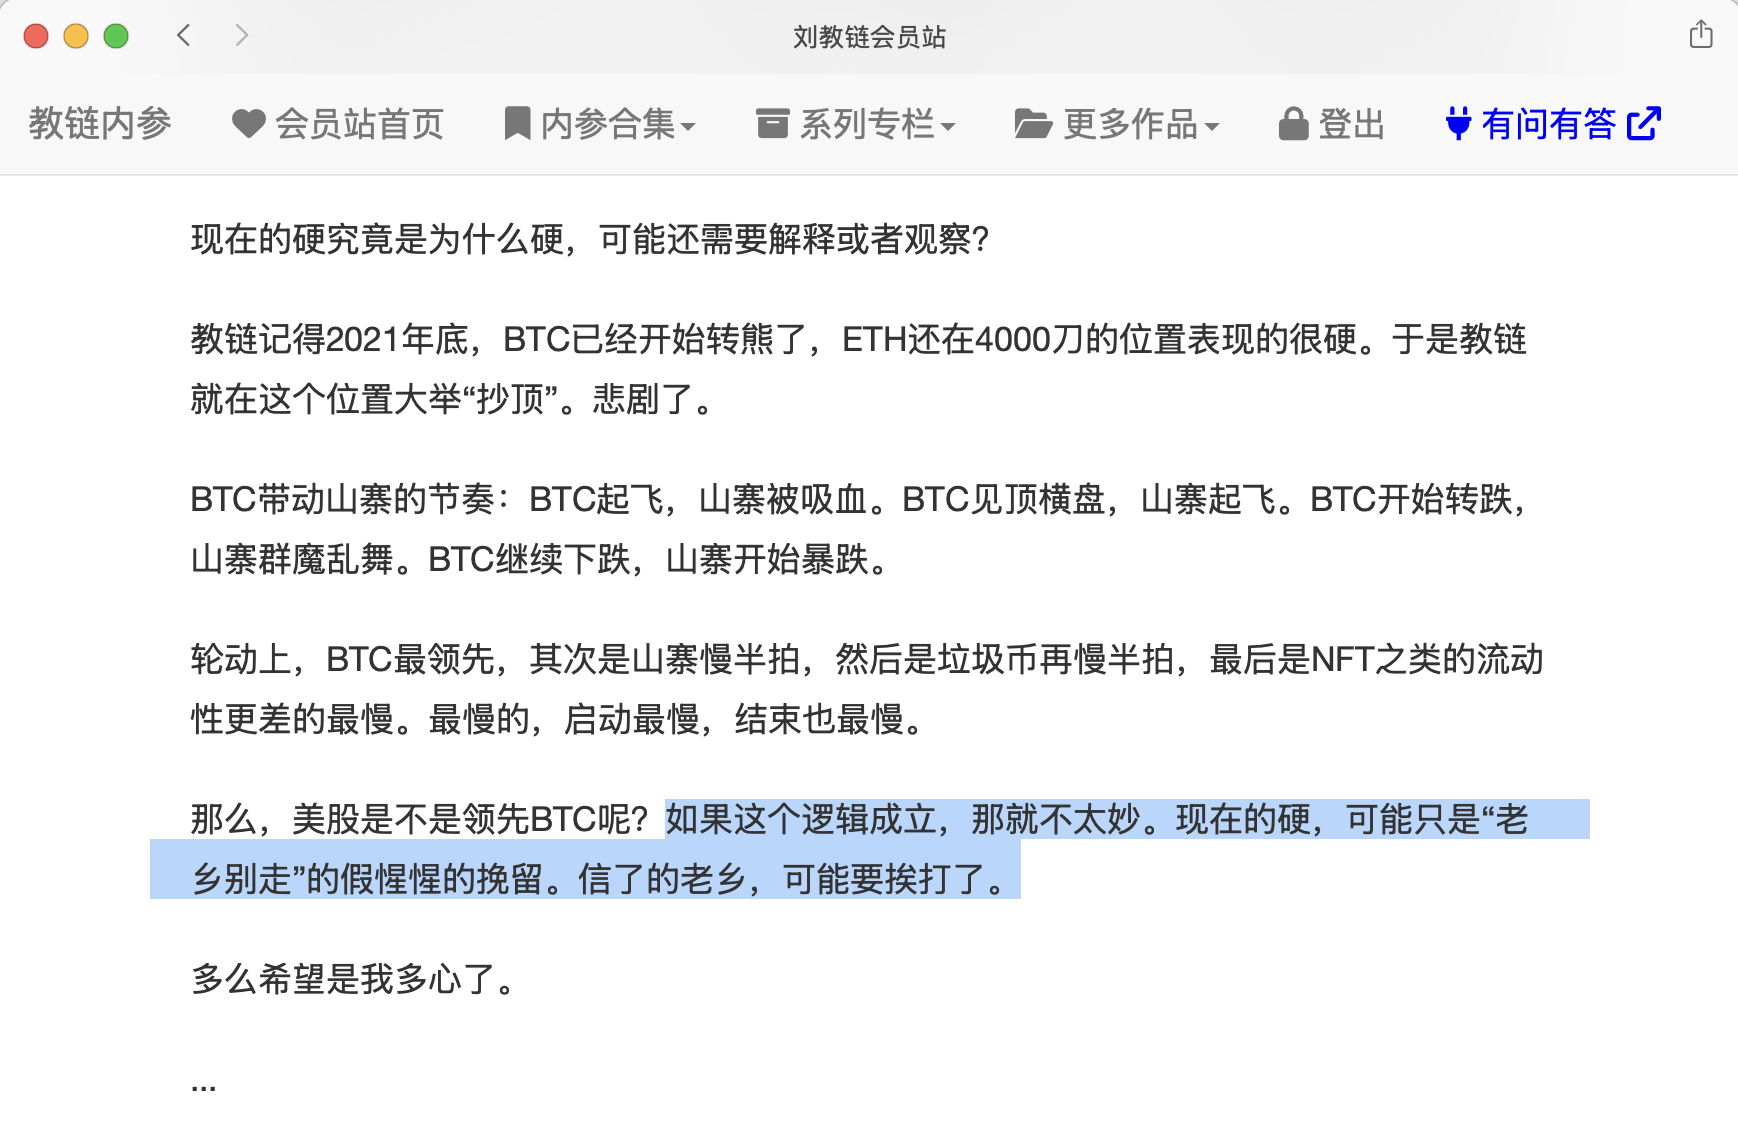 刘教链会员站
教链内参 会员站首页 内参合集 系列专栏 更多作品 登出 有问有答
现在的硬究竟是为什么硬，可能还需要解释或者观察？
教链记得2021年底，BTC已经开始转熊了，ETH还在4000刀的位置表现的很硬。于是教链
就在这个位置大举“抄顶”。悲剧了。
BTC带动山寨的节奏：BTC起飞，山寨被吸血。BTC见顶横盘，山寨起飞。BTC开始转跌，
山寨群魔乱舞。BTC继续下跌，山寨开始暴跌。
轮动上，BTC最领先，其次是山寨慢半拍，然后是垃圾币再慢半拍，最后是NFT之类的流动
性更差的最慢。最慢的，启动最慢，结束也最慢。
那么，美股是不是领先BTC呢？如果这个逻辑成立，那就不太妙。现在的硬，可能只是“老
乡别走”的假惺惺的挽留。信了的老乡，可能要挨打了。
多么希望是我多心了。
...